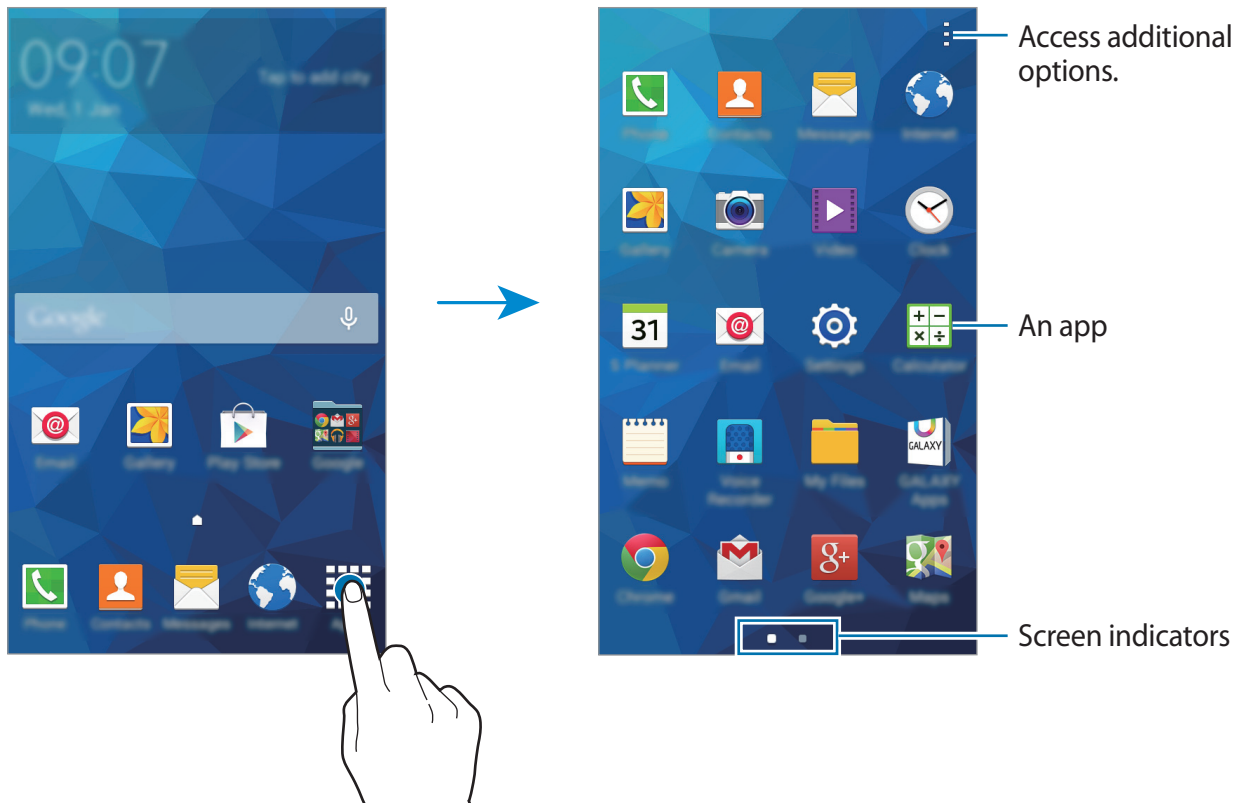 09:07
Tap to add city
Wed, 1 Jan
Google
Email
Gallery
Play Store
Google
Phone
Contacts
Messages
Internet
Access additional
options.
Phone
Contacts
Messages
Internet
Gallery
Camera
Video
Clock
31
S Planner
Email
Settings
Calculator
An app
GALAXY
Memo
Voice
Recorder
My Files
GALAXY
Apps
8+
Chrome
Gmail
Google+
Maps
Screen indicators